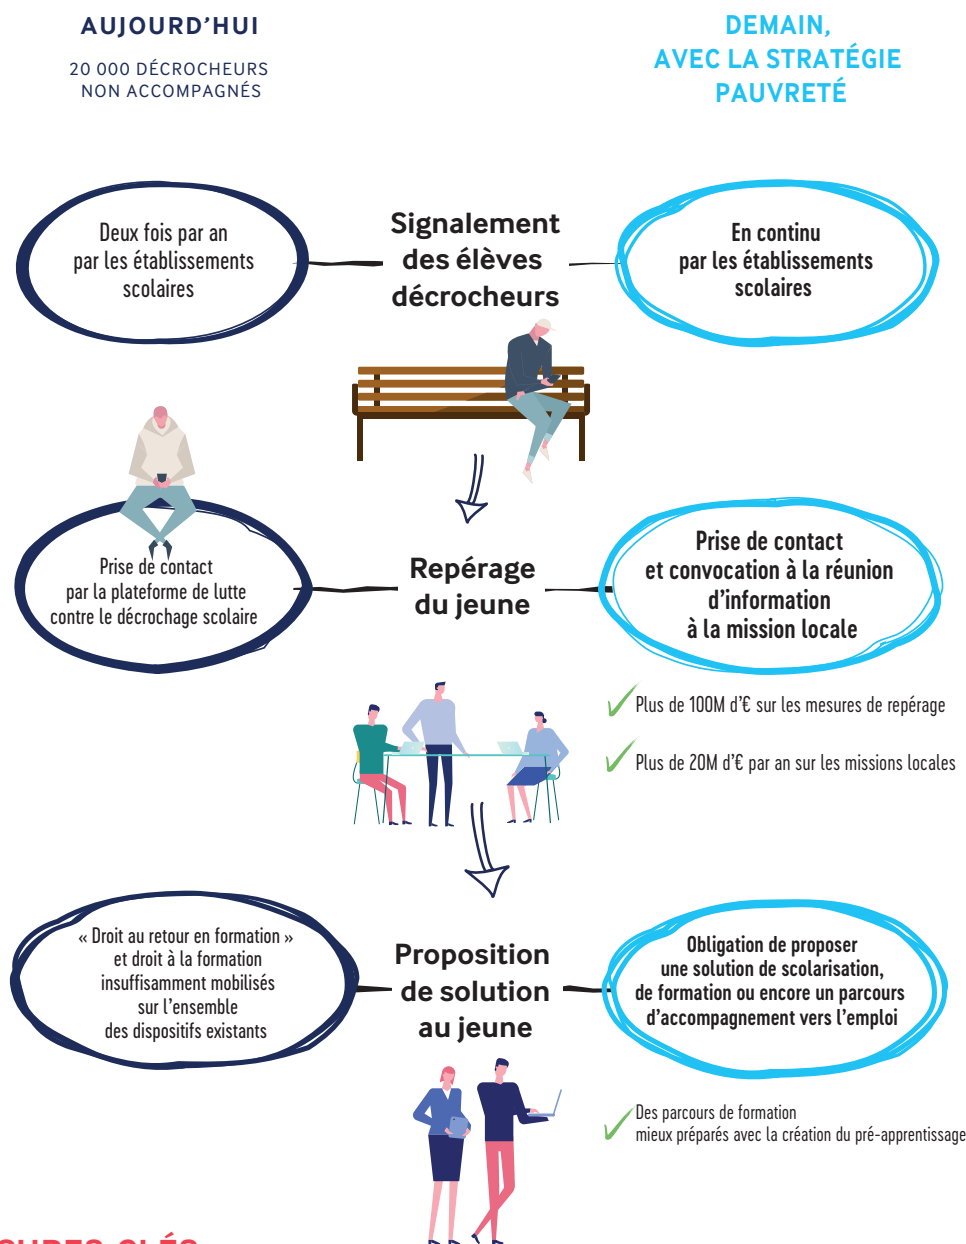 AUJOURD’HUI
20 000 DÉCROCHEURS
NON ACCOMPAGNÉS
DEMAIN,
AVEC LA STRATÉGIE
PAUVRETÉ
Deux fois par an
par les établissements
scolaires
Signalement
des élèves
décrocheurs
En continu
par les établissements
scolaires
Prise de contact
par la plateforme de lutte
contre le décrochage scolaire
Repérage
du jeune
Prise de contact
et convocation à la réunion
d’information
à la mission locale
Plus de 100M d’€ sur les mesures de repérage
Plus de 20M d’€ par an sur les missions locales
« Droit au retour en formation »
et droit à la formation
insuffisamment mobilisés
sur l’ensemble
des dispositifs existants
Proposition
de solution
au jeune
Obligation de proposer
une solution de scolarisation,
de formation ou encore un parcours
d’accompagnement vers l’emploi
Des parcours de formation
mieux préparés avec la création du pré-apprentissage